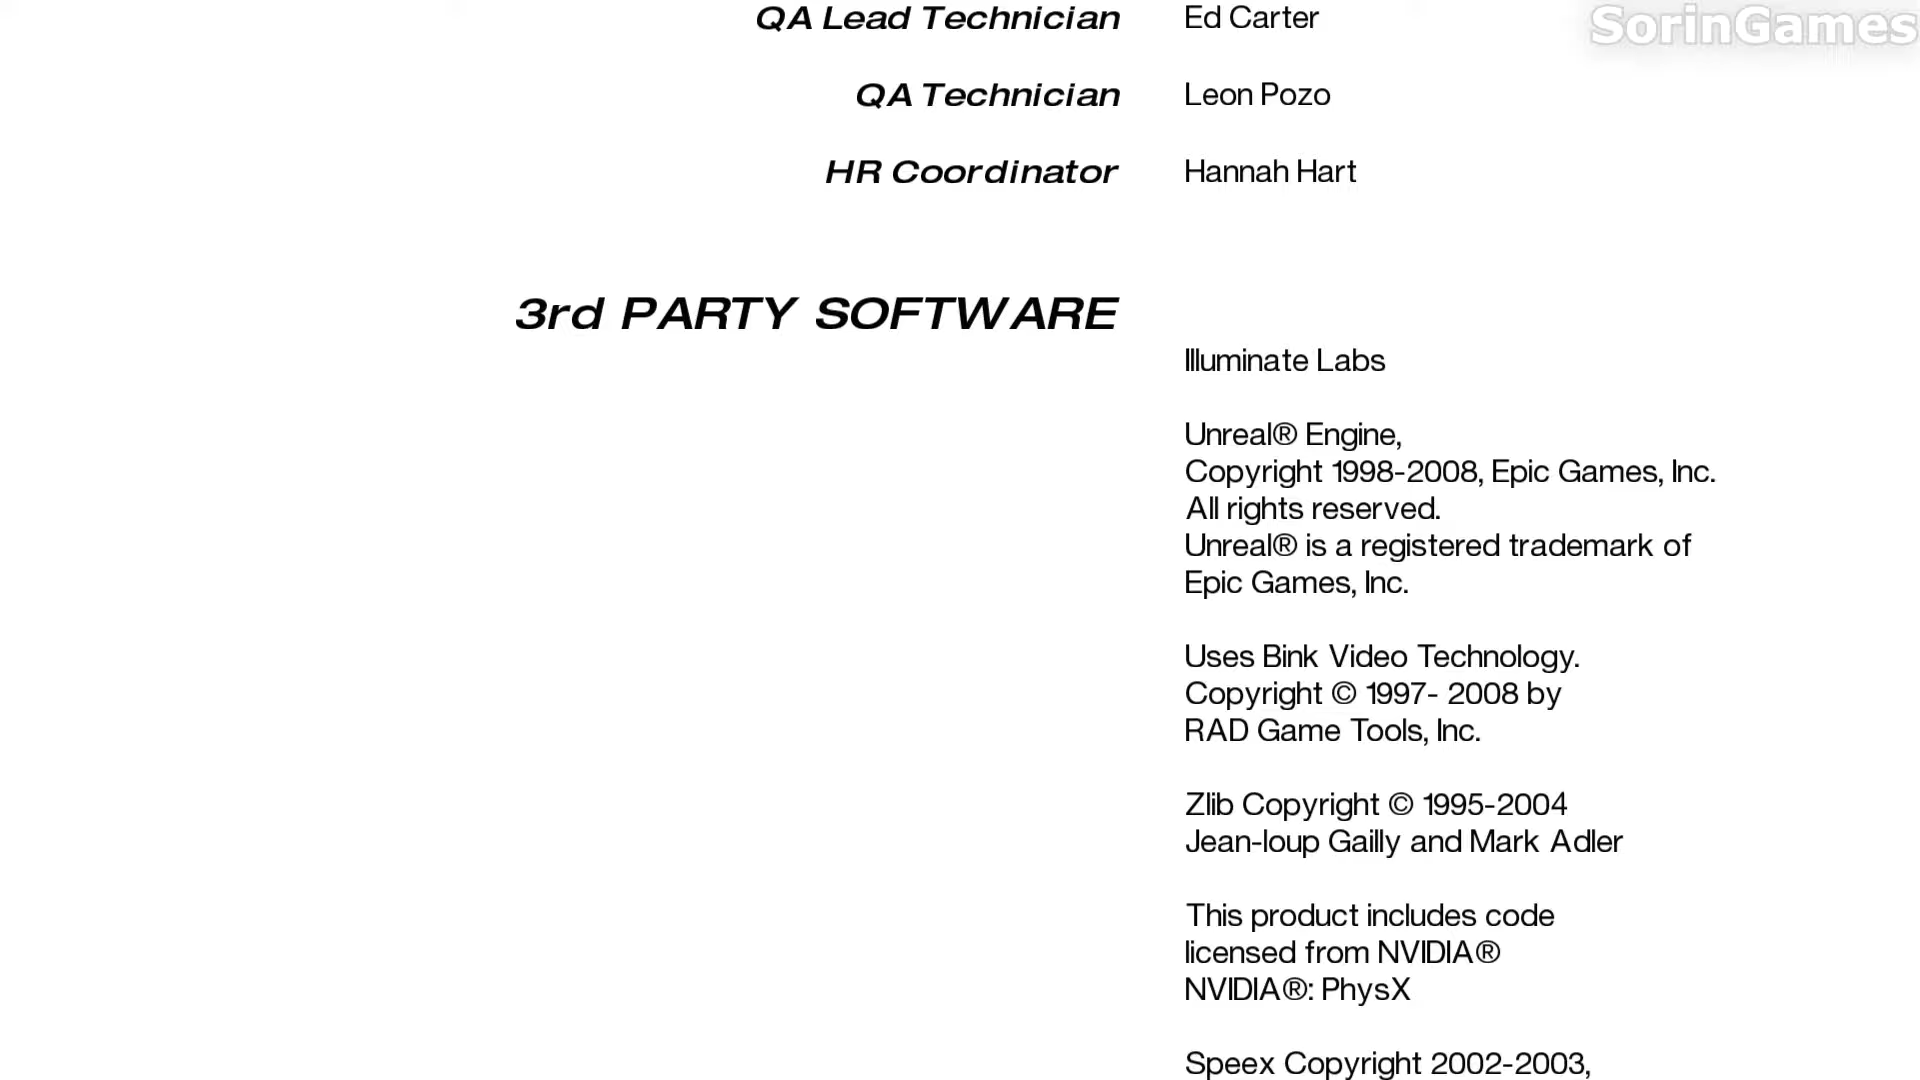 SorinGames
QA Lead Technician Ed Carter
QA Technician Leon Pozo
HR Coordinator Hannah Hart
3rd PARTY SOFTWARE
Illuminate Labs
Unreal® Engine,
Copyright 1998-2008, Epic Games, Inc.
All rights reserved.
Unreal® is a registered trademark of
Epic Games, Inc.
Uses Bink Video Technology.
Copyright © 1997- 2008 by
RAD Game Tools, Inc.
Zlib Copyright © 1995-2004
Jean-loup Gailly and Mark Adler
This product includes code
licensed from NVIDIA®
NVIDIA®: PhysX
Speex Copyright 2002-2003,